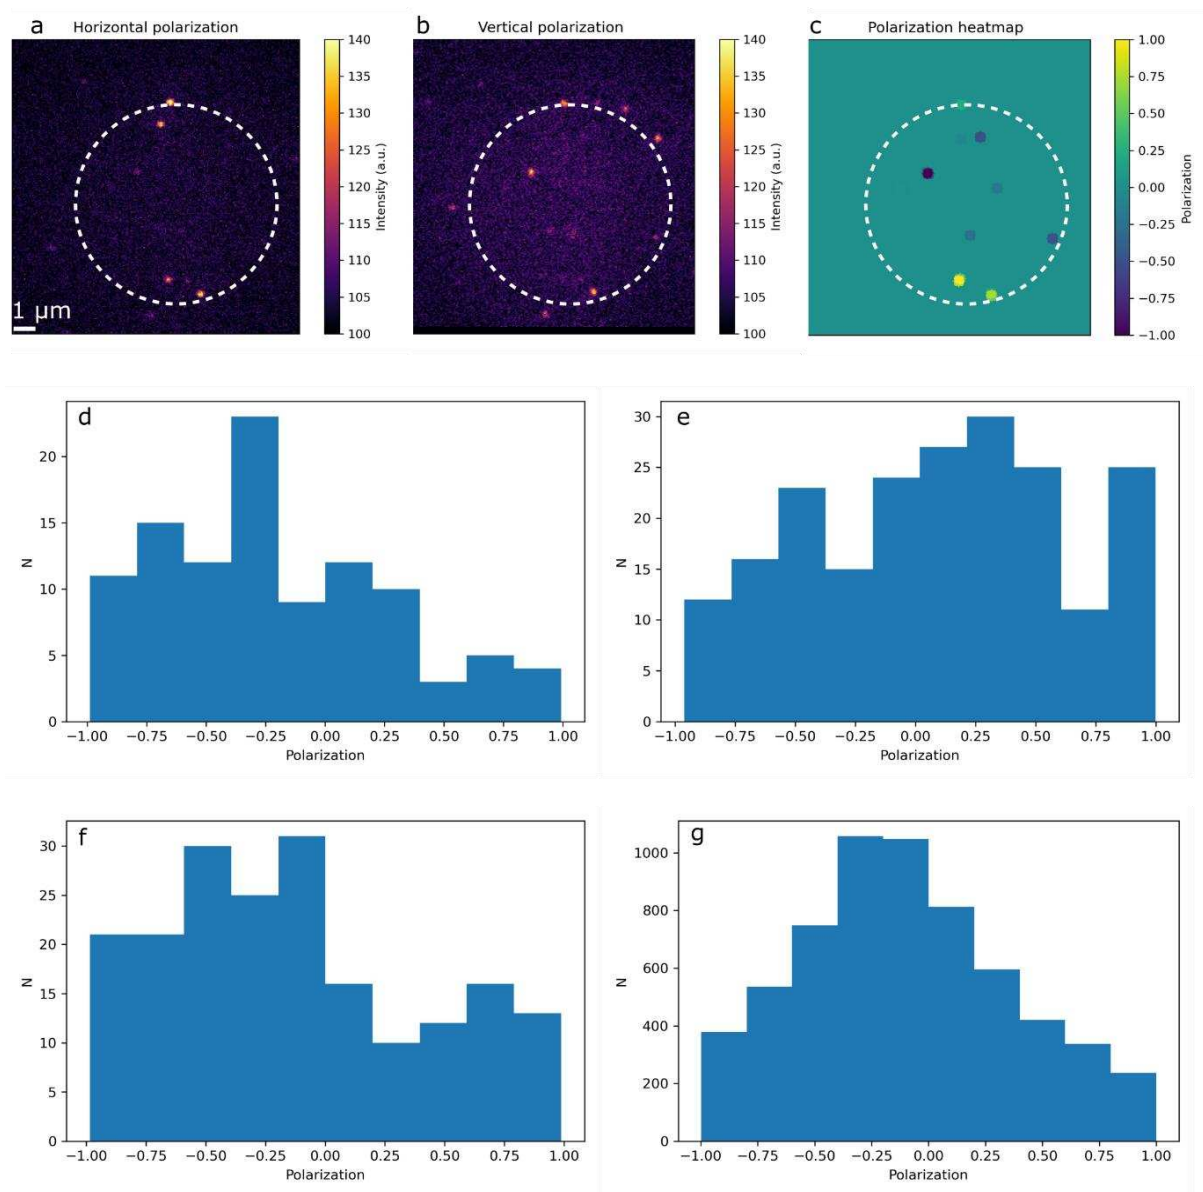 a Horizontal polarization
140
135
130
125
120
115
110
105
100
Intensity (a.u.)
1 μm
b Vertical polarization
140
135
130
125
120
115
110
105
100
Intensity (a.u.)
c Polarization heatmap
1.00
0.75
0.50
0.25
0.00
−0.25
−0.50
−0.75
−1.00
Polarization
d
20
15
10
5
0
N
−1.00 −0.75 −0.50 −0.25 0.00 0.25 0.50 0.75 1.00
Polarization
e
30
25
20
15
10
5
0
N
−1.00 −0.75 −0.50 −0.25 0.00 0.25 0.50 0.75 1.00
Polarization
f
30
25
20
15
10
5
0
N
−1.00 −0.75 −0.50 −0.25 0.00 0.25 0.50 0.75 1.00
Polarization
g
1000
800
600
400
200
0
N
−1.00 −0.75 −0.50 −0.25 0.00 0.25 0.50 0.75 1.00
Polarization